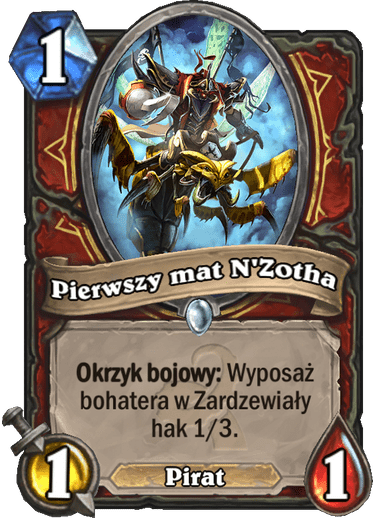 1
Pierwszy mat N'Zotha
Okrzyk bojowy: Wyposaż
bohatera w Zardzewiały
hak 1/3.
1
Pirat
1